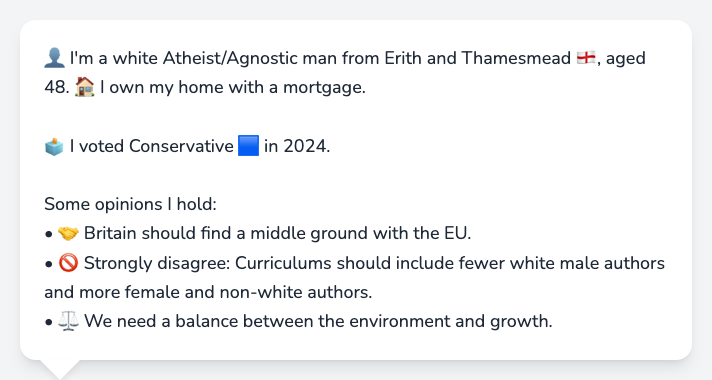 👤 I'm a white Atheist/Agnostic man from Erith and Thamesmead 🏴󠁧󠁢󠁥󠁮󠁧󠁿, aged
48. 🏠 I own my home with a mortgage.
🗳️ I voted Conservative 🟦 in 2024.
Some opinions I hold:
• 🤝 Britain should find a middle ground with the EU.
• 🚫 Strongly disagree: Curriculums should include fewer white male authors
and more female and non-white authors.
• ⚖️ We need a balance between the environment and growth.